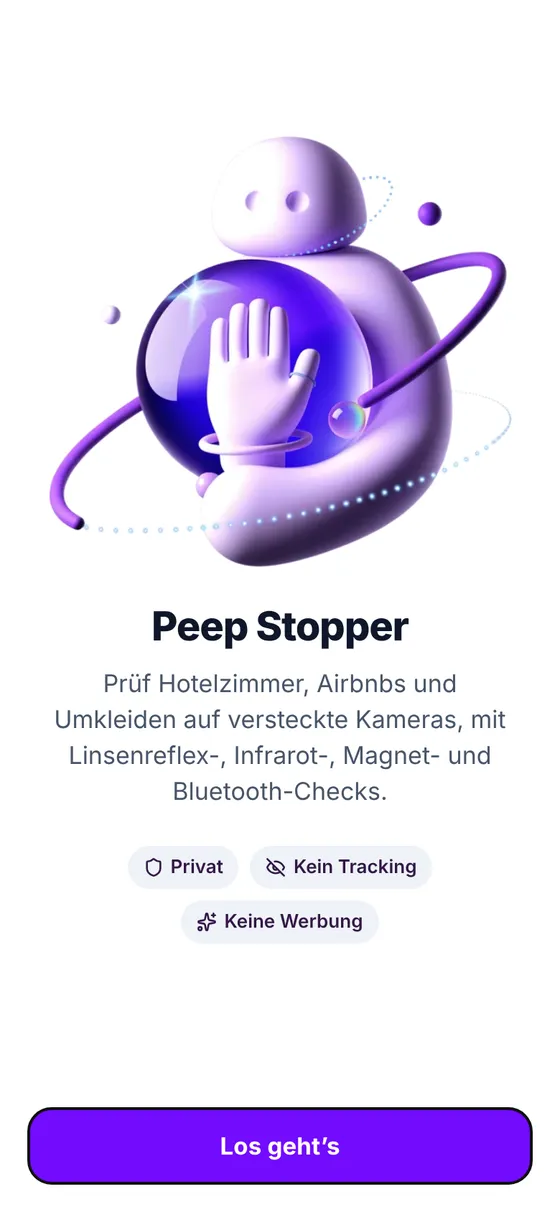 Peep Stopper
Prüf Hotelzimmer, Airbnbs und
Umkleiden auf versteckte Kameras, mit
Linsenreflex-, Infrarot-, Magnet- und
Bluetooth-Checks.
Privat
Kein Tracking
Keine Werbung
Los geht’s